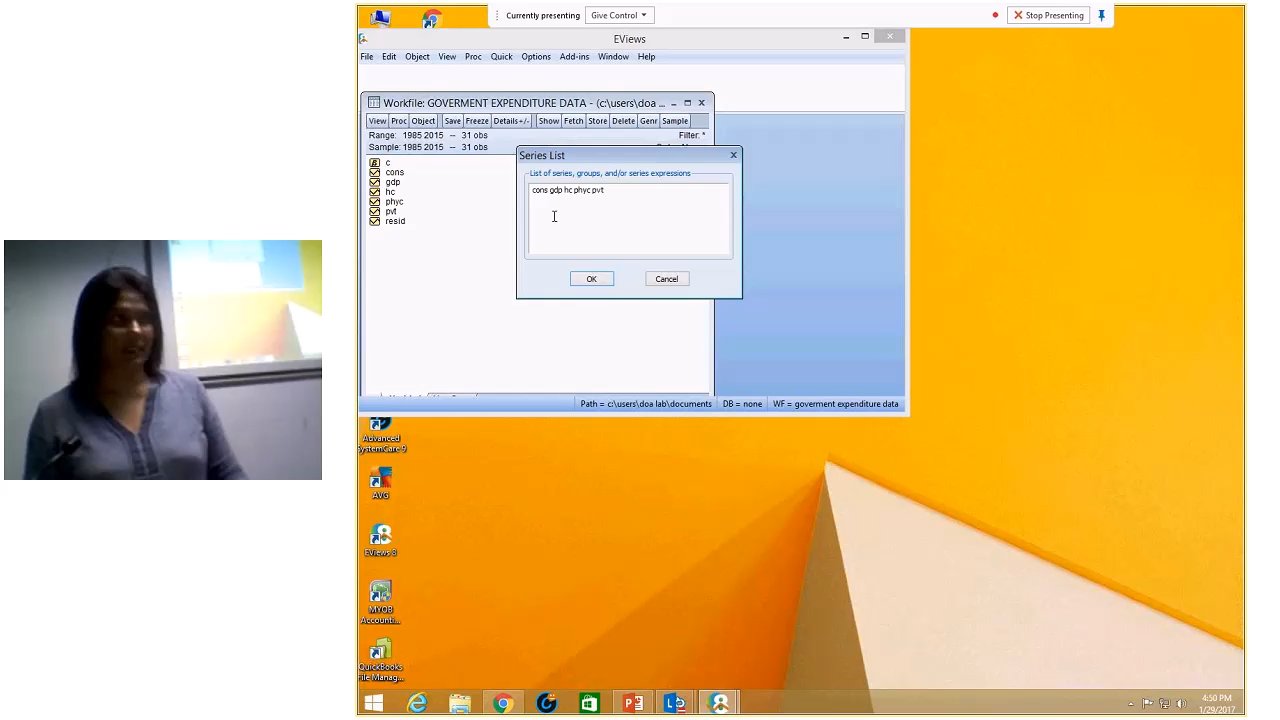 Currently presenting
Give Control
Stop Presenting
EViews
File Edit Object View Proc Quick Options Add-ins Window Help
Workfile: GOVERMENT EXPENDITURE DATA - (c:\users\doa ...
View Proc Object Save Freeze Details+/- Show Fetch Store Delete Genr Sample
Range: 1985 2015 -- 31 obs
Filter: *
Sample: 1985 2015 -- 31 obs
c
cons
gdp
hc
phyc
pvt
resid
Series List
List of series, groups, and/or series expressions
cons gdp hc phyc pvt
OK
Cancel
Path = c:\users\doa lab\documents DB = none WF = goverment expenditure data
Advanced
SystemCare 9
AVG
EViews 8
MYOB
Accounti...
QuickBooks
File Manag...
4:50 PM
1/29/2017